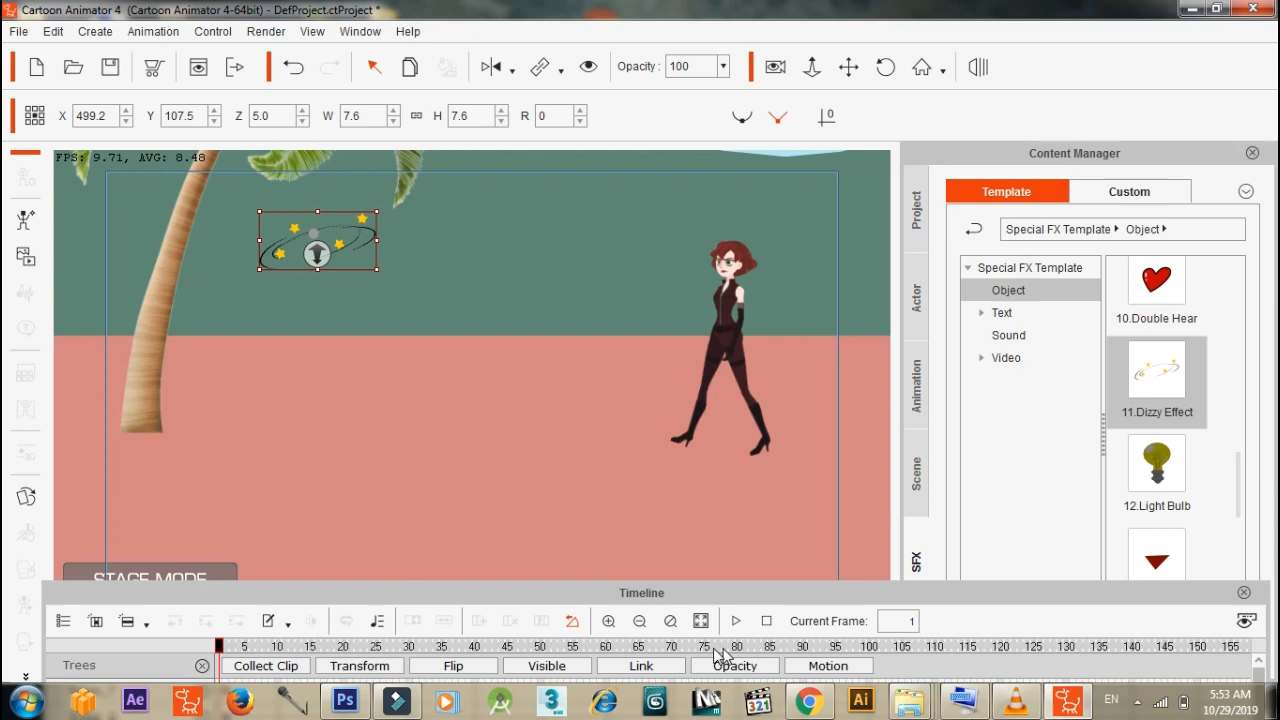 Cartoon Animator 4 (Cartoon Animator 4-64bit) - DefProject.ctProject *
File Edit Create Animation Control Render View Window Help
Opacity : 100
X 499.2 Y 107.5 Z 5.0 W 7.6 H 7.6 R 0
FPS: 9.71, AVG: 8.48
Content Manager
Template Custom
Special FX Template Object
Project
Actor
Animation
Scene
SFX
Special FX Template
Object
Text
Sound
Video
10.Double Hear
11.Dizzy Effect
12.Light Bulb
STAGE MODE
Timeline
Current Frame: 1
5 10 15 20 25 30 35 40 45 50 55 60 65 70 75 80 85 90 95 100 105 110 115 120 125 130 135 140 145 150 155
Trees Collect Clip Transform Flip Visible Link Opacity Motion
Ae Ps 3 321 Ai EN 5:53 AM
10/29/2019